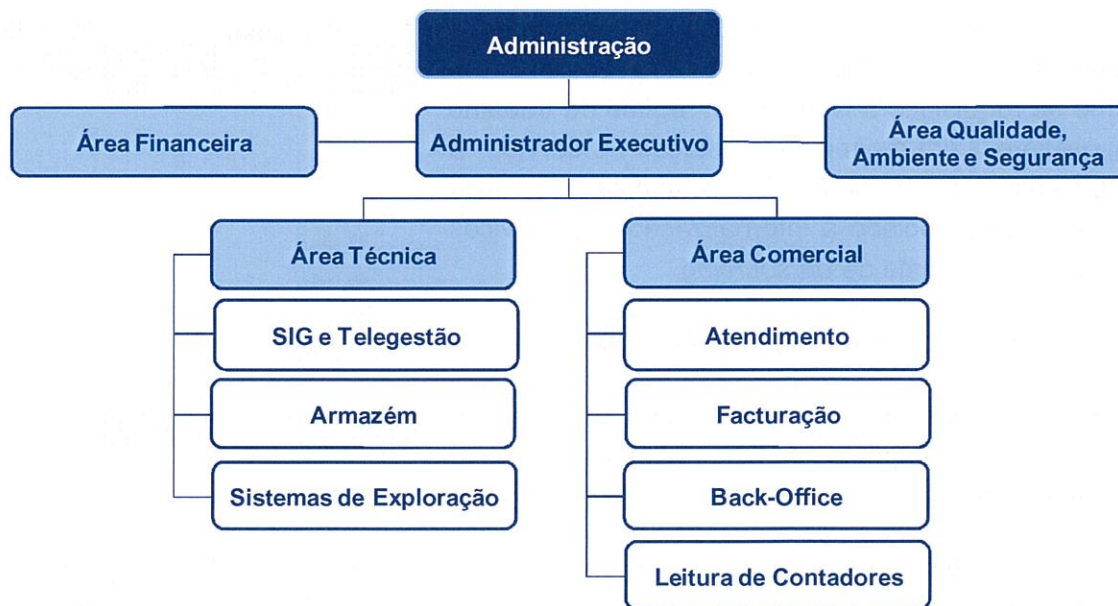 Administração
Área Financeira
Administrador Executivo
Área Qualidade,
Ambiente e Segurança
Área Técnica
SIG e Telegestão
Armazém
Sistemas de Exploração
Área Comercial
Atendimento
Facturação
Back-Office
Leitura de Contadores